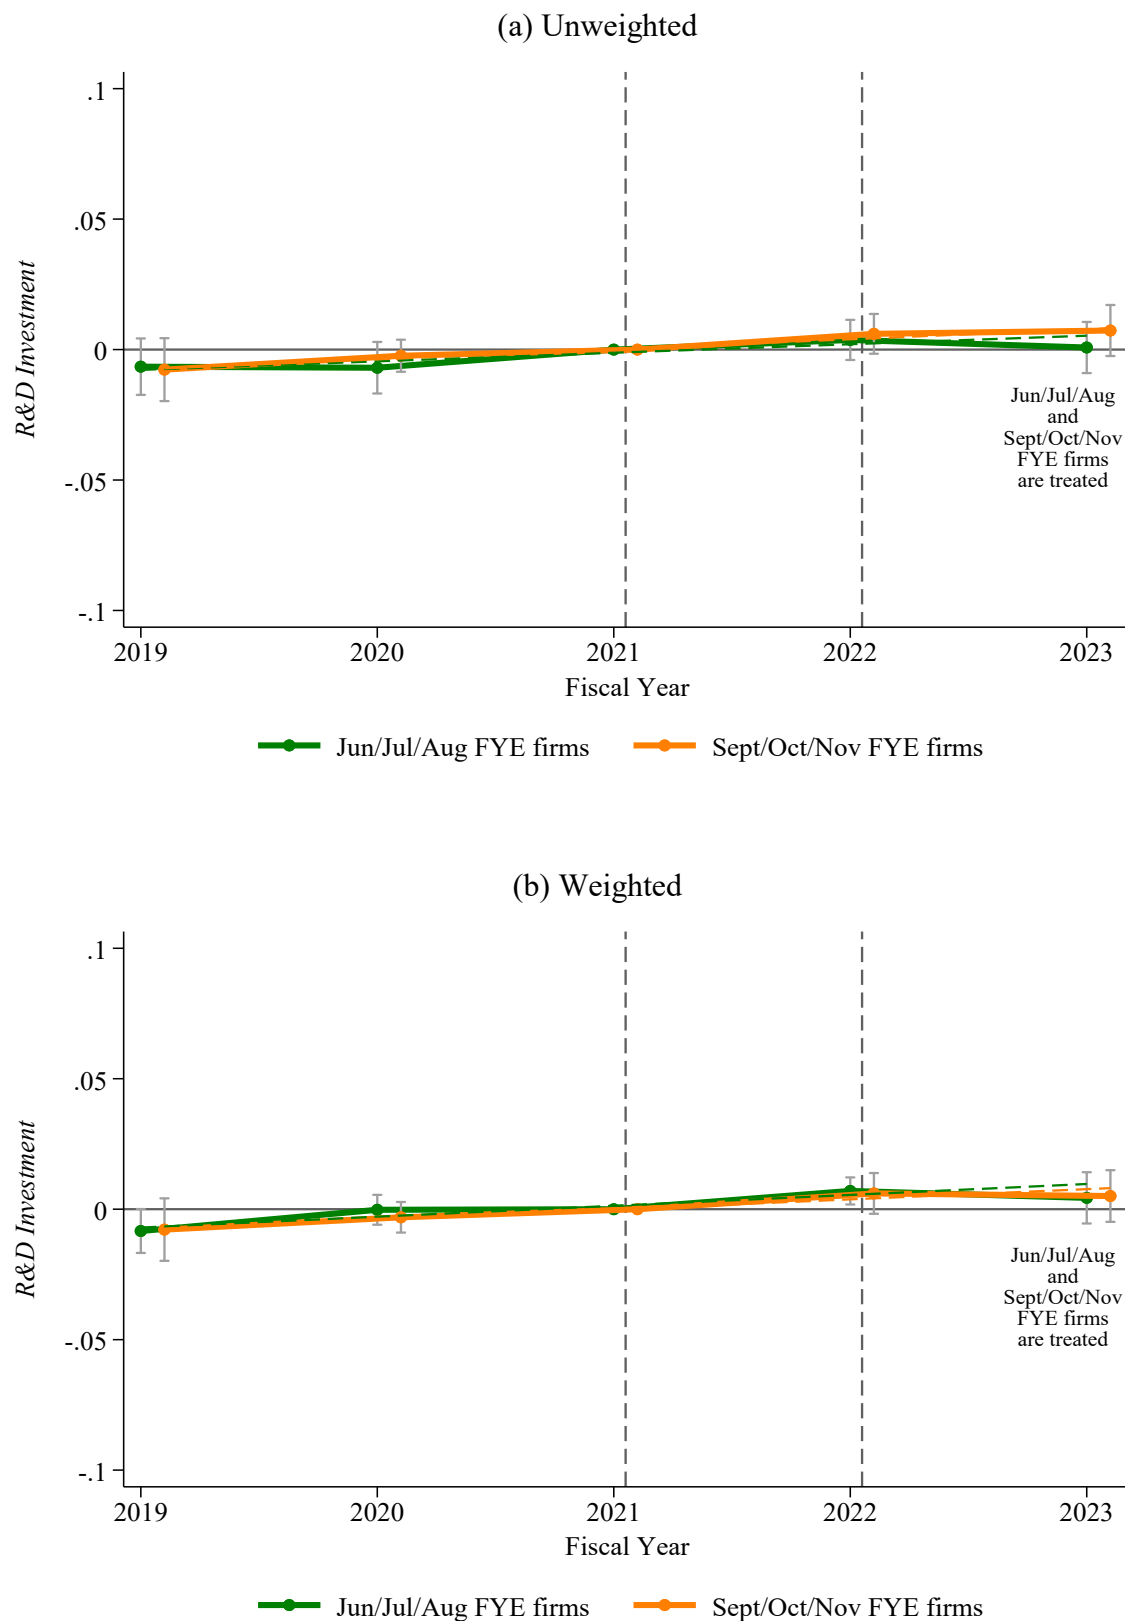 (a) Unweighted
.1
.05
0
-.05
-.1
R&D Investment
Jun/Jul/Aug
and
Sept/Oct/Nov
FYE firms
are treated
2019 2020 2021 2022 2023
Fiscal Year
Jun/Jul/Aug FYE firms Sept/Oct/Nov FYE firms
(b) Weighted
.1
.05
0
-.05
-.1
R&D Investment
Jun/Jul/Aug
and
Sept/Oct/Nov
FYE firms
are treated
2019 2020 2021 2022 2023
Fiscal Year
Jun/Jul/Aug FYE firms Sept/Oct/Nov FYE firms